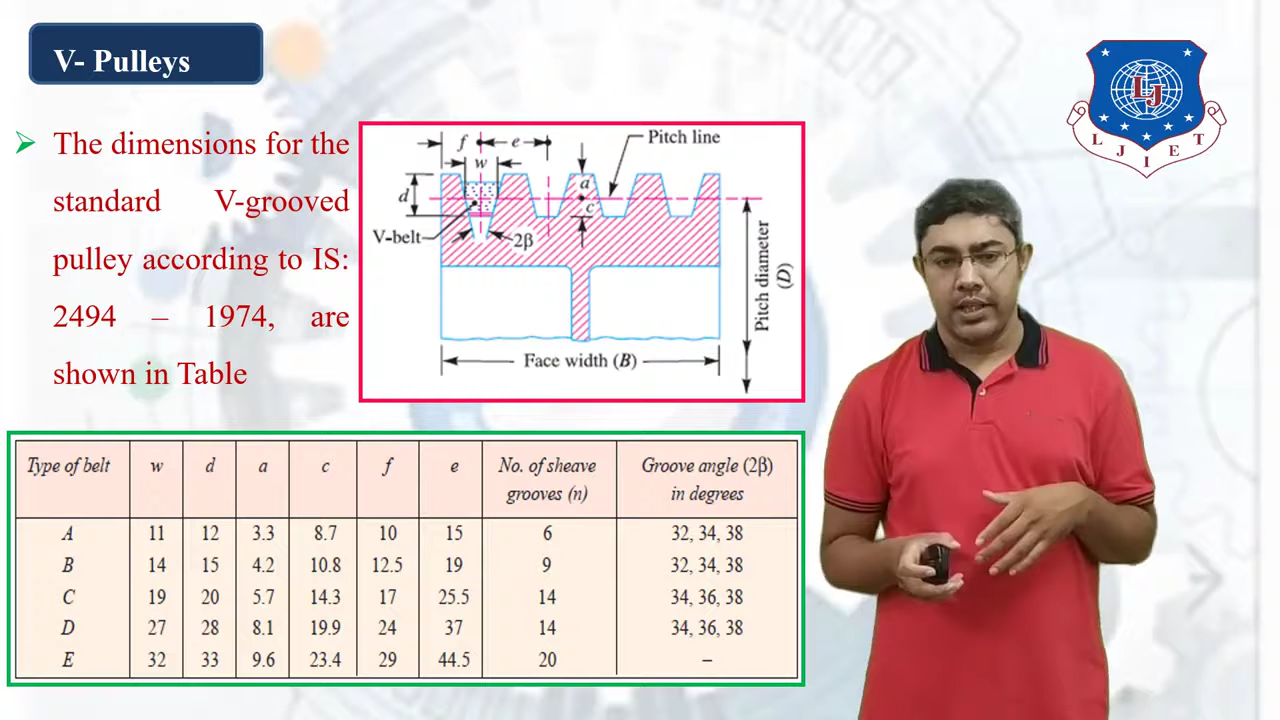 V- Pulleys
➢ The dimensions for the
standard V-grooved
pulley according to IS:
2494 – 1974, are
shown in Table
f e
w
d
a
c
Pitch line
V-belt
2β
Pitch diameter
(D)
Face width (B)
L J I E T
LJ
Type of belt w d a c f e No. of sheave grooves (n) Groove angle (2β) in degrees
A 11 12 3.3 8.7 10 15 6 32, 34, 38
B 14 15 4.2 10.8 12.5 19 9 32, 34, 38
C 19 20 5.7 14.3 17 25.5 14 34, 36, 38
D 27 28 8.1 19.9 24 37 14 34, 36, 38
E 32 33 9.6 23.4 29 44.5 20 –